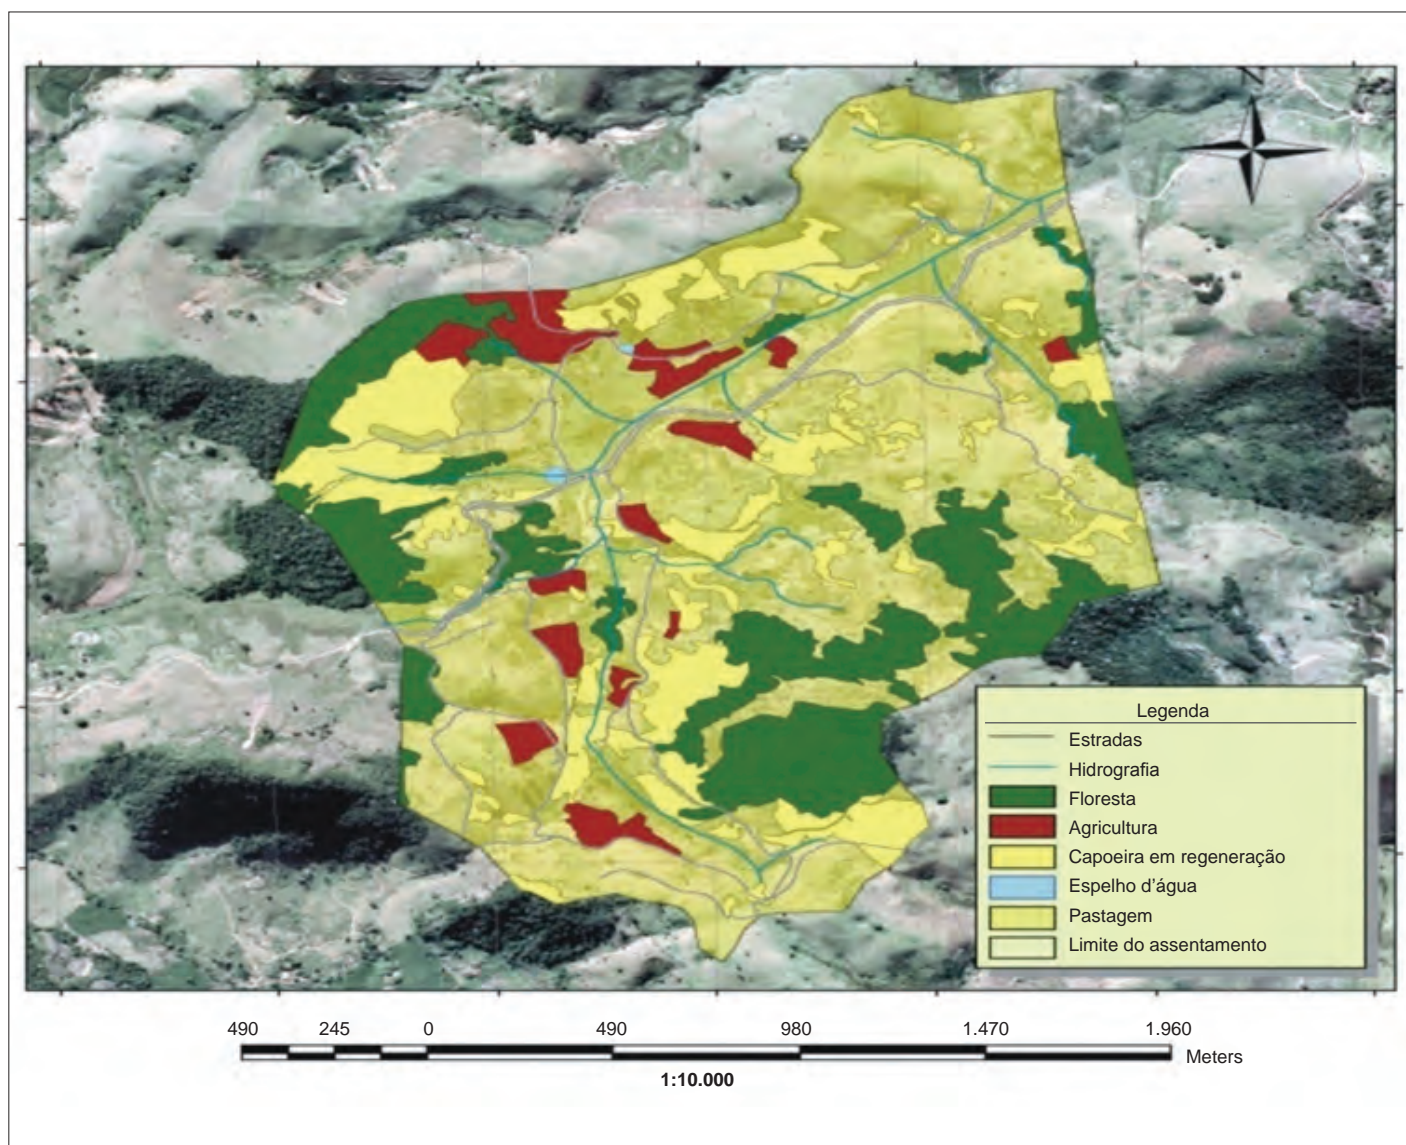 N
Legenda
Estradas
Hidrografia
Floresta
Agricultura
Capoeira em regeneração
Espelho d'água
Pastagem
Limite do assentamento
490 245 0 490 980 1.470 1.960
Meters
1:10.000